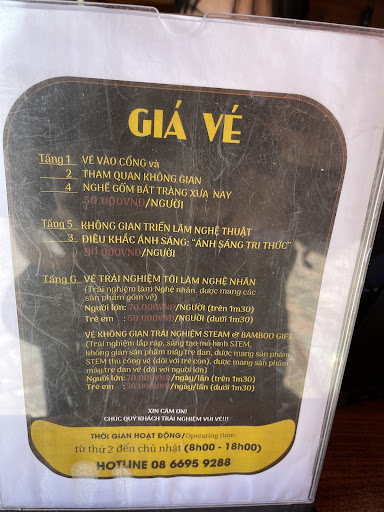 GIÁ VÉ
Tầng 1 VÉ VÀO CỔNG và
2 THAM QUAN KHÔNG GIAN
4 NGHỀ GỐM BÁT TRÀNG XƯA NAY
50.000VNĐ/NGƯỜI
Tầng 5 KHÔNG GIAN TRIỂN LÃM NGHỆ THUẬT
3 ĐIÊU KHẮC ÁNH SÁNG: “ÁNH SÁNG TRI THỨC”
/NGƯỜI
Tầng G VÉ TRẢI NGHIỆM TÔI LÀM NGHỆ NHÂN
(Trải nghiệm làm Nghệ nhân, được mang các
sản phẩm gốm về)
Người lớn: 70.000VNĐ/NGƯỜI (trên 1m30)
Trẻ em : 50.000VNĐ/NGƯỜI (dưới 1m30)
VÉ KHÔNG GIAN TRẢI NGHIỆM STEAM & BAMBOO GIFT
(Trải nghiệm lắp ráp, sáng tạo mô hình STEM,
không gian sản phẩm mây tre đan, được mang sản phẩm
STEM thủ công về (đối với trẻ con), được mang sản phẩm
mây tre đan về (đối với người lớn)
Người lớn: 70.000VNĐ/ngày/lần (trên 1m30)
Trẻ em : 50.000VNĐ/ngày/lần (dưới 1m30)
XIN CẢM ƠN!
CHÚC QUÝ KHÁCH TRẢI NGHIỆM VUI VẺ!!!
THỜI GIAN HOẠT ĐỘNG/Operating time:
từ thứ 2 đến chủ nhật (8h00 - 18h00)
HOTLINE 08 6695 9288